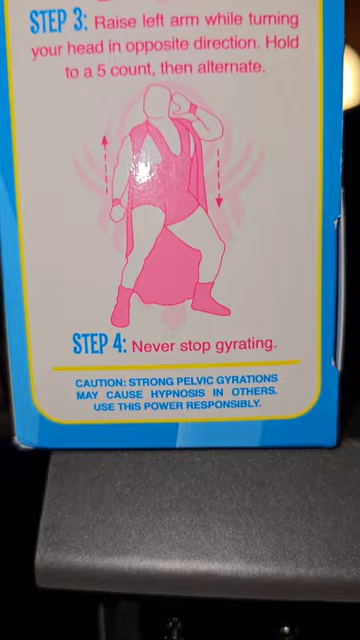 STEP 3: Raise left arm while turning
your head in opposite direction. Hold
to a 5 count, then alternate.
STEP 4: Never stop gyrating.
CAUTION: STRONG PELVIC GYRATIONS
MAY CAUSE HYPNOSIS IN OTHERS.
USE THIS POWER RESPONSIBLY.